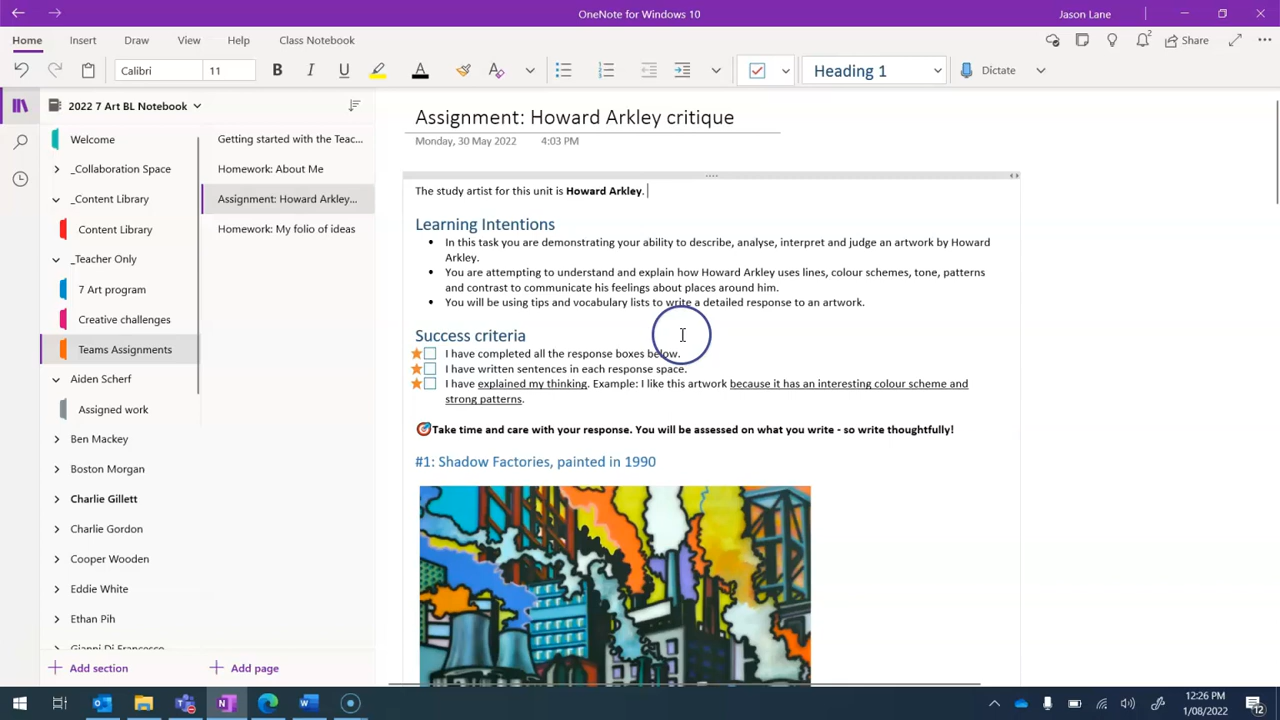 OneNote for Windows 10
Jason Lane
Home Insert Draw View Help Class Notebook
Share
Calibri 11 B I U A Heading 1 Dictate
2022 7 Art BL Notebook
Welcome
_Collaboration Space
_Content Library
Content Library
_Teacher Only
7 Art program
Creative challenges
Teams Assignments
Aiden Scherf
Assigned work
Ben Mackey
Boston Morgan
Charlie Gillett
Charlie Gordon
Cooper Wooden
Eddie White
Ethan Pih
Gianni Di Francesco
Add section
Getting started with the Teac...
Homework: About Me
Assignment: Howard Arkley...
Homework: My folio of ideas
Add page
Assignment: Howard Arkley critique
Monday, 30 May 2022 4:03 PM
The study artist for this unit is Howard Arkley.
Learning Intentions
• In this task you are demonstrating your ability to describe, analyse, interpret and judge an artwork by Howard
Arkley.
• You are attempting to understand and explain how Howard Arkley uses lines, colour schemes, tone, patterns
and contrast to communicate his feelings about places around him.
• You will be using tips and vocabulary lists to write a detailed response to an artwork.
Success criteria
I have completed all the response boxes below.
I have written sentences in each response space.
I have explained my thinking. Example: I like this artwork because it has an interesting colour scheme and
strong patterns.
Take time and care with your response. You will be assessed on what you write - so write thoughtfully!
#1: Shadow Factories, painted in 1990
12:26 PM
1/08/2022
12